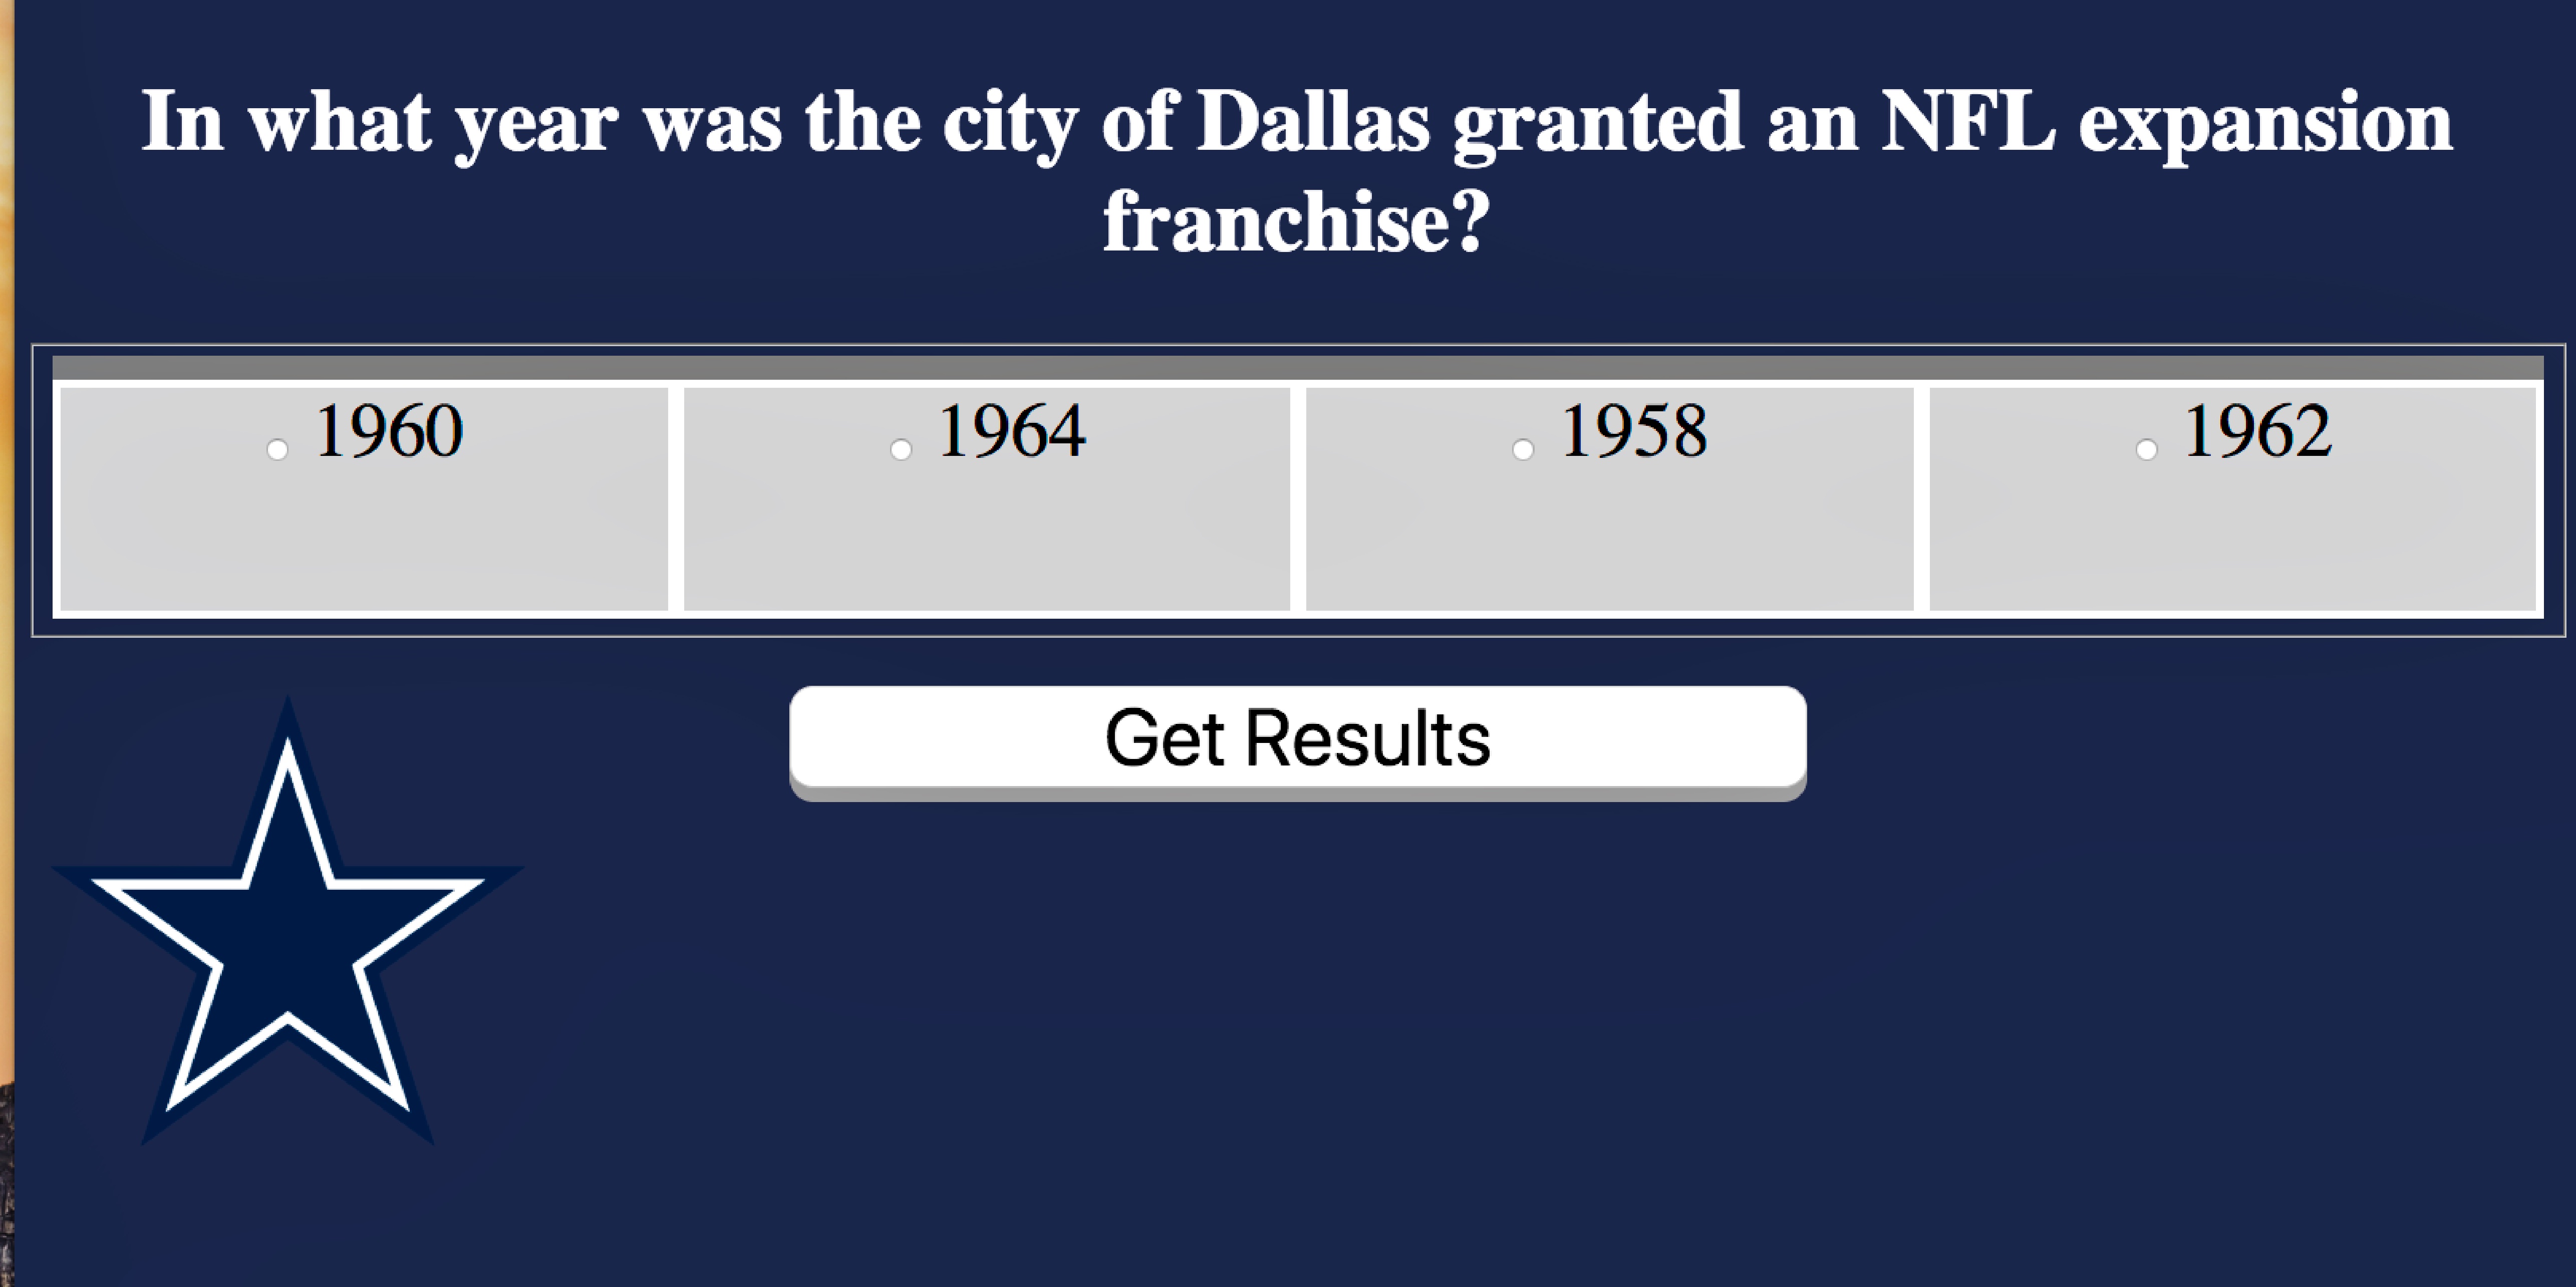 In what year was the city of Dallas granted an NFL expansion
franchise?
1960
1964
1958
1962
Get Results